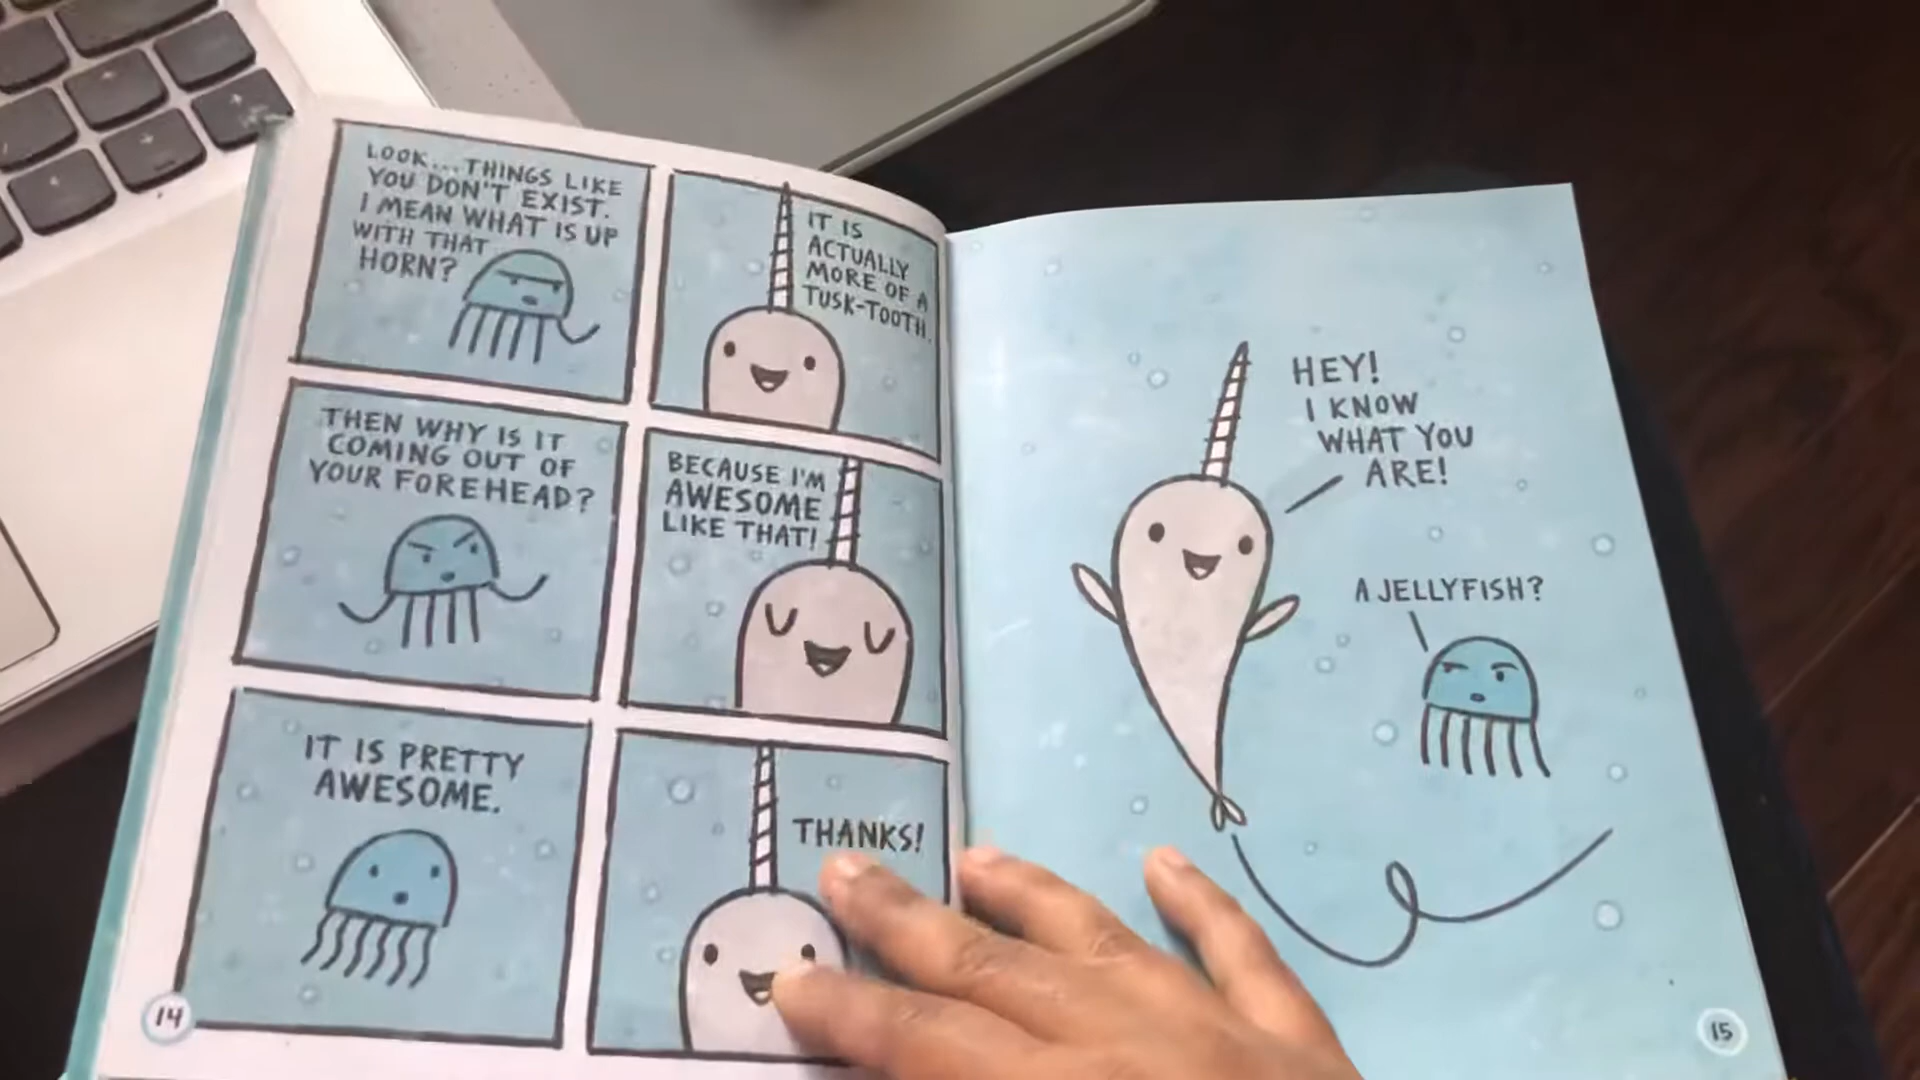 LOOK...THINGS LIKE
YOU DON'T EXIST.
I MEAN WHAT IS UP
WITH THAT
HORN?
IT IS
ACTUALLY
MORE OF A
TUSK-TOOTH.
THEN WHY IS IT
COMING OUT OF
YOUR FOREHEAD?
BECAUSE I'M
AWESOME
LIKE THAT!
IT IS PRETTY
AWESOME.
THANKS!
14
HEY!
I KNOW
WHAT YOU
ARE!
A JELLYFISH?
15